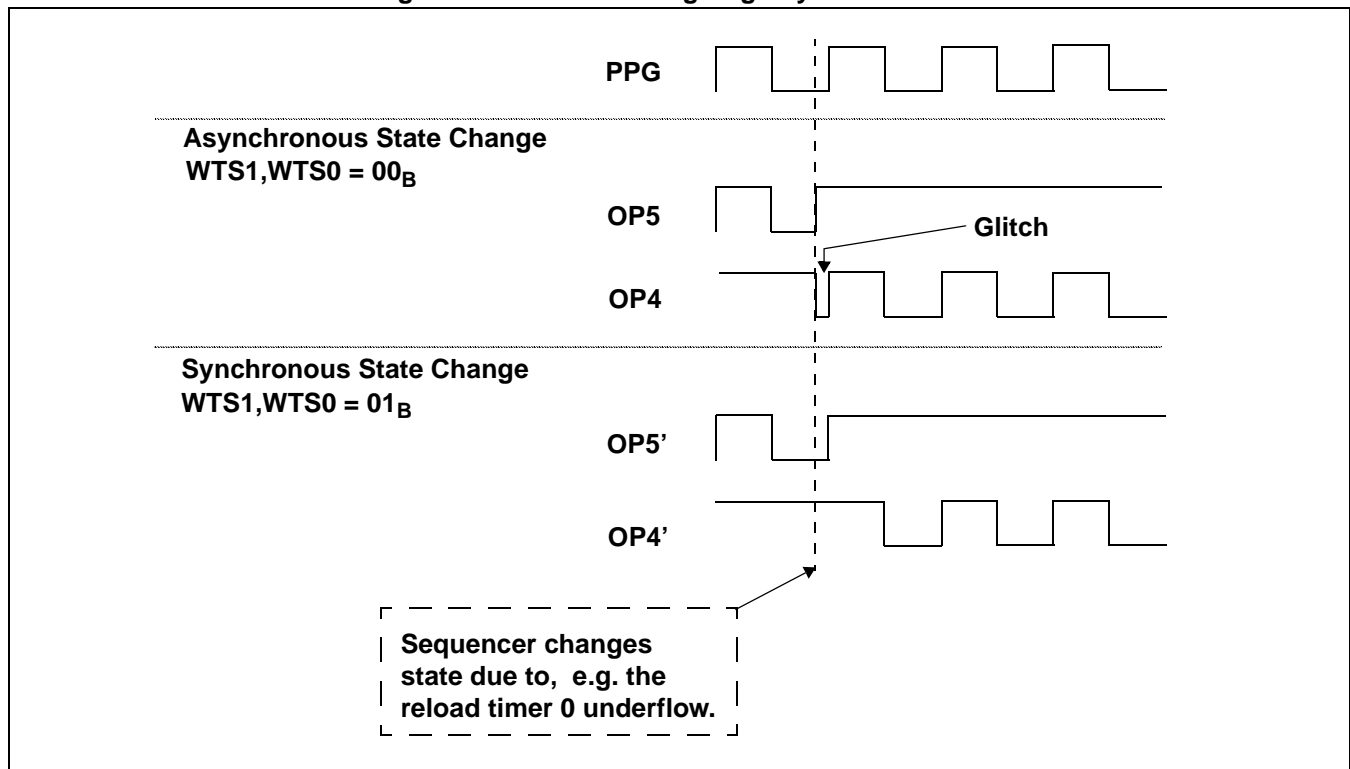 PPG
Asynchronous State Change
WTS1,WTS0 = 00B
OP5
Glitch
OP4
Synchronous State Change
WTS1,WTS0 = 01B
OP5’
OP4’
Sequencer changes
state due to, e.g. the
reload timer 0 underflow.